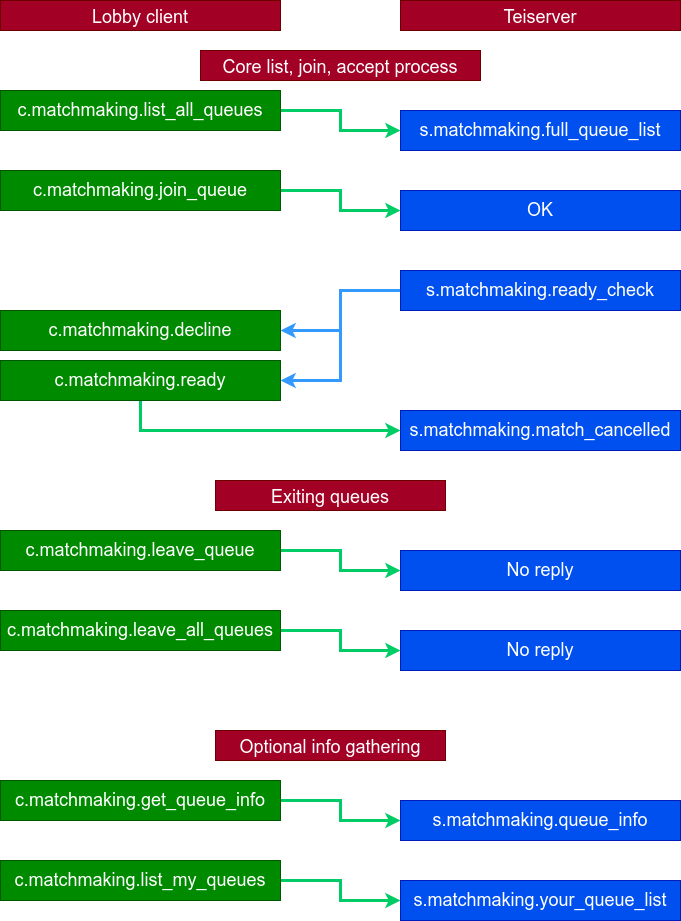 Lobby client
Teiserver
Core list, join, accept process
c.matchmaking.list_all_queues
s.matchmaking.full_queue_list
c.matchmaking.join_queue
OK
s.matchmaking.ready_check
c.matchmaking.decline
c.matchmaking.ready
s.matchmaking.match_cancelled
Exiting queues
c.matchmaking.leave_queue
No reply
c.matchmaking.leave_all_queues
No reply
Optional info gathering
c.matchmaking.get_queue_info
s.matchmaking.queue_info
c.matchmaking.list_my_queues
s.matchmaking.your_queue_list